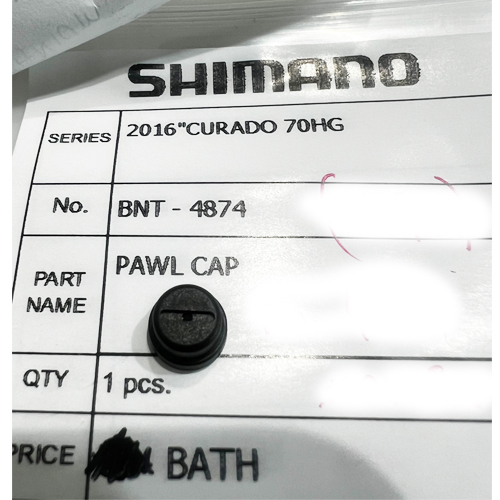 SHIMANO
SERIES 2016"CURADO 70HG
No. BNT - 4874
PART NAME PAWL CAP
QTY 1 pcs.
PRICE BATH